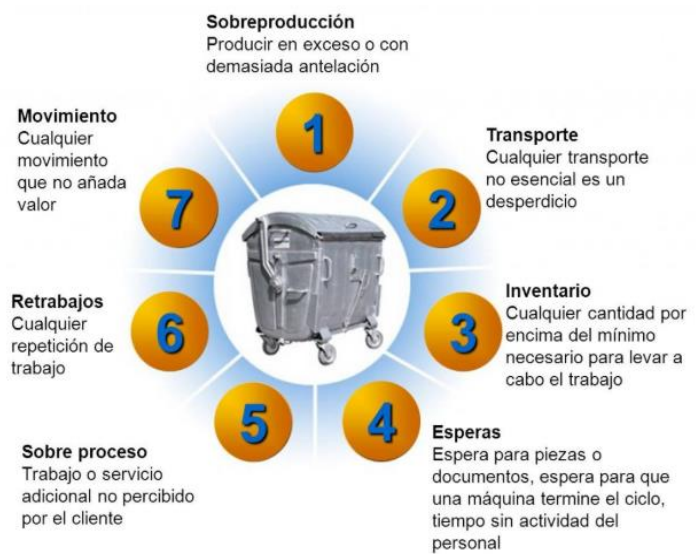 Sobreproducción
Producir en exceso o con
demasiada antelación
1
Transporte
Cualquier transporte
no esencial es un
desperdicio
2
Inventario
Cualquier cantidad por
encima del mínimo
necesario para levar a
cabo el trabajo
3
Esperas
Espera para piezas o
documentos, espera para que
una máquina termine el ciclo,
tiempo sin actividad del
personal
4
Sobre proceso
Trabajo o servicio
adicional no percibido
por el cliente
5
Retrabajos
Cualquier
repetición de
trabajo
6
Movimiento
Cualquier
movimiento
que no añada
valor
7